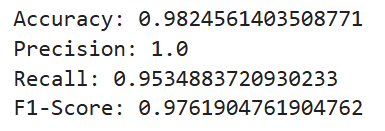 Accuracy: 0.9824561403508771
Precision: 1.0
Recall: 0.9534883720930233
F1-Score: 0.9761904761904762